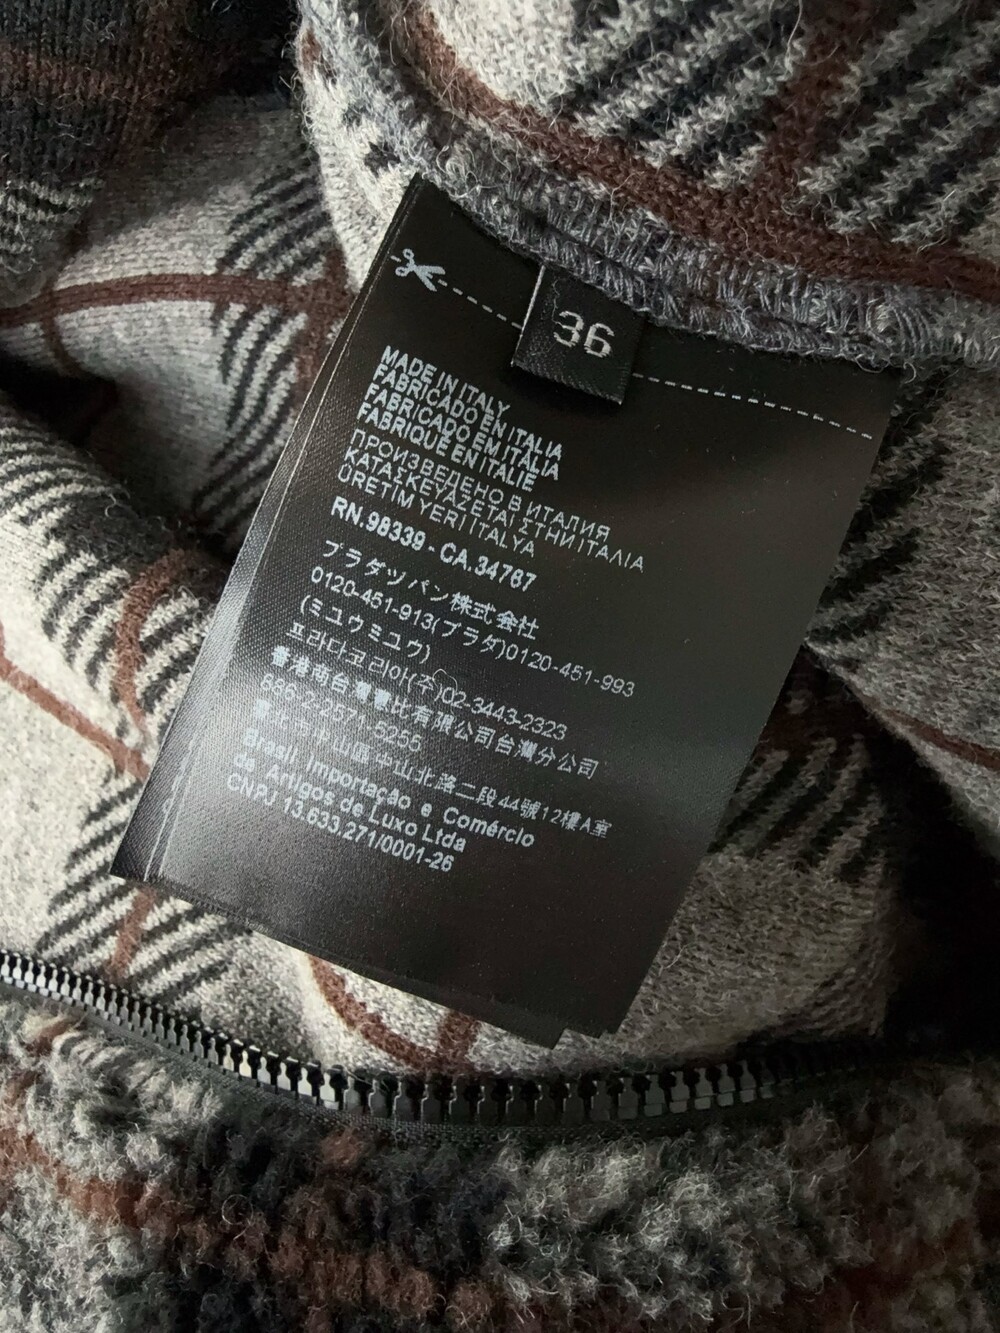 36
MADE IN ITALY
FABRICADO EN ITALIA
FABRICADO EM ITALIA
FABRIQUE EN ITALIE
ПРОИЗВЕДЕНО В ИТАЛИЯ
ΚΑΤΑΣΚΕΥΑΖΕΤΑΙ ΣΤΗΝ ΙΤΑΛΙΑ
ÜRETİM YERİ İTALYA
RN.98339 - CA.34767
プラダジャパン株式会社
0120-451-913(プラダ)0120-451-993
(ミュウミュウ)
프라다코리아(주)02-3443-2323
香港商台灣普比有限公司台灣分公司
886-2-2571-5255
臺北市中山區中山北路二段44號12樓A室
Brasil Importação e Comércio
de Artigos de Luxo Ltda
CNPJ 13.633.271/0001-26